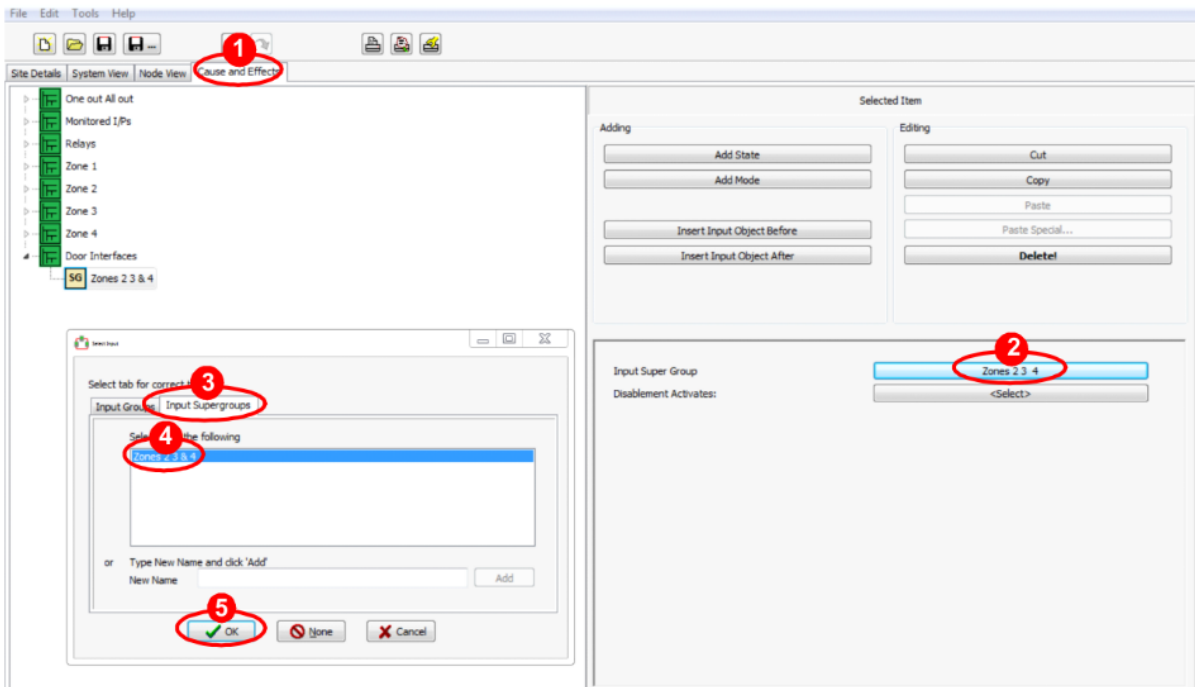 File Edit Tools Help
1
Site Details System View Node View Cause and Effects
One out All out
Monitored I/Ps
Relays
Zone 1
Zone 2
Zone 3
Zone 4
Door Interfaces
SG Zones 2 3 & 4
Selected Item
Adding
Add State
Add Mode
Insert Input Object Before
Insert Input Object After
Editing
Cut
Copy
Paste
Paste Special...
Delete!
2
Input Super Group Zones 2 3 4
Disablement Activates: <Select>
Select Input
Select tab for correct
3
Input Groups Input Supergroups
the following
4
Zones 2 3 & 4
or Type New Name and click 'Add'
New Name Add
5
OK None Cancel